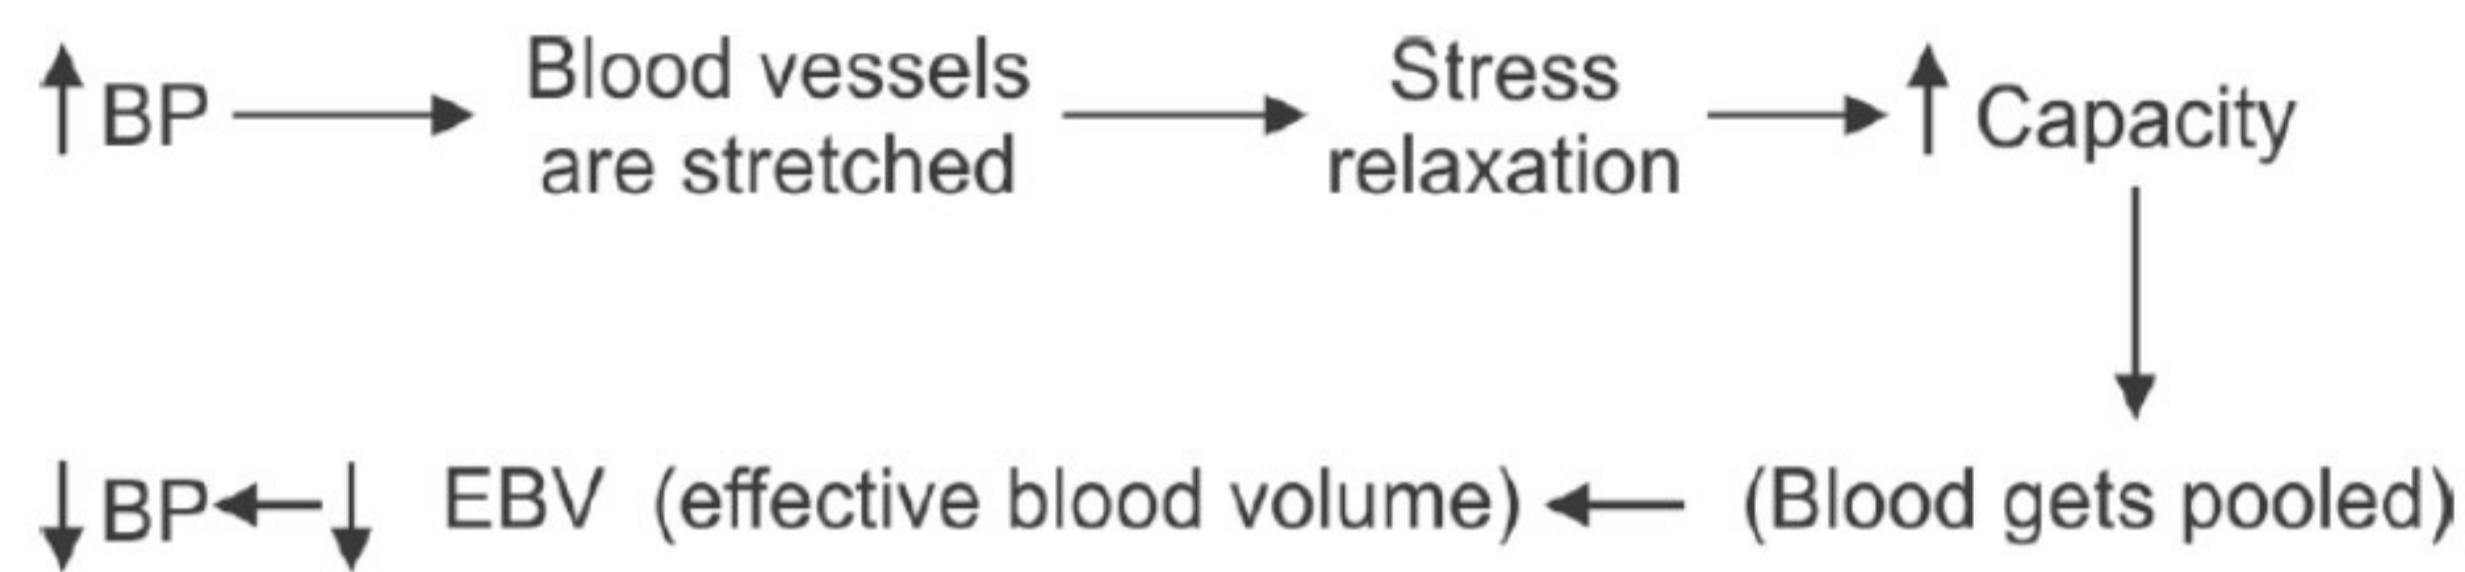 ↑ BP → Blood vessels are stretched → Stress relaxation → ↑ Capacity
↓ BP ← ↓ EBV (effective blood volume) ← (Blood gets pooled)